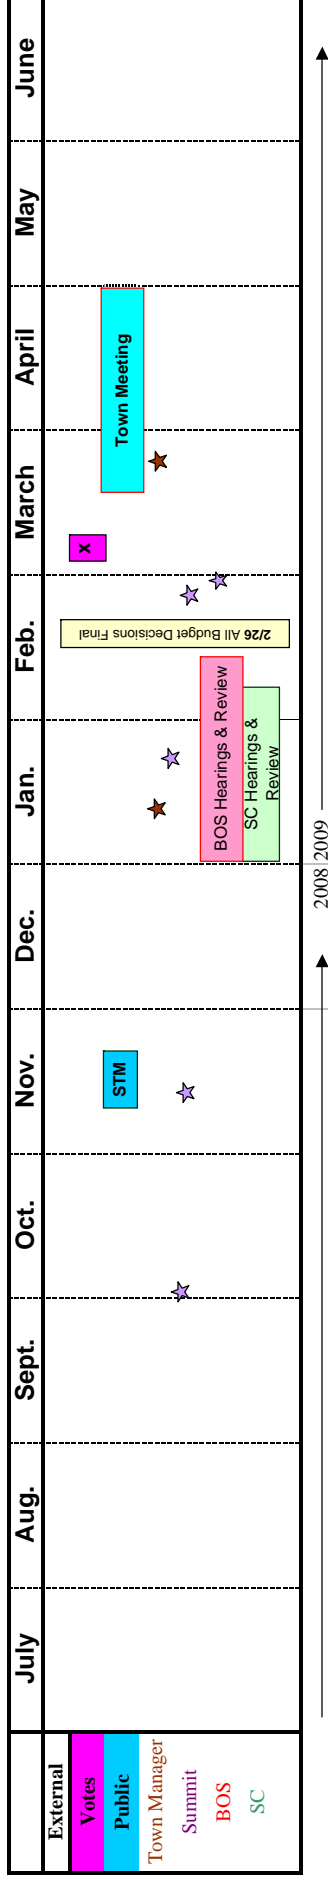 July
Aug.
Sept.
Oct.
Nov.
Dec.
Jan.
Feb.
March
April
May
June
External
Votes
X
Public
STM
Town Meeting
Town Manager
Summit
BOS
BOS Hearings & Review
SC
SC Hearings &
Review
2/26 All Budget Decisions Final
2008 2009